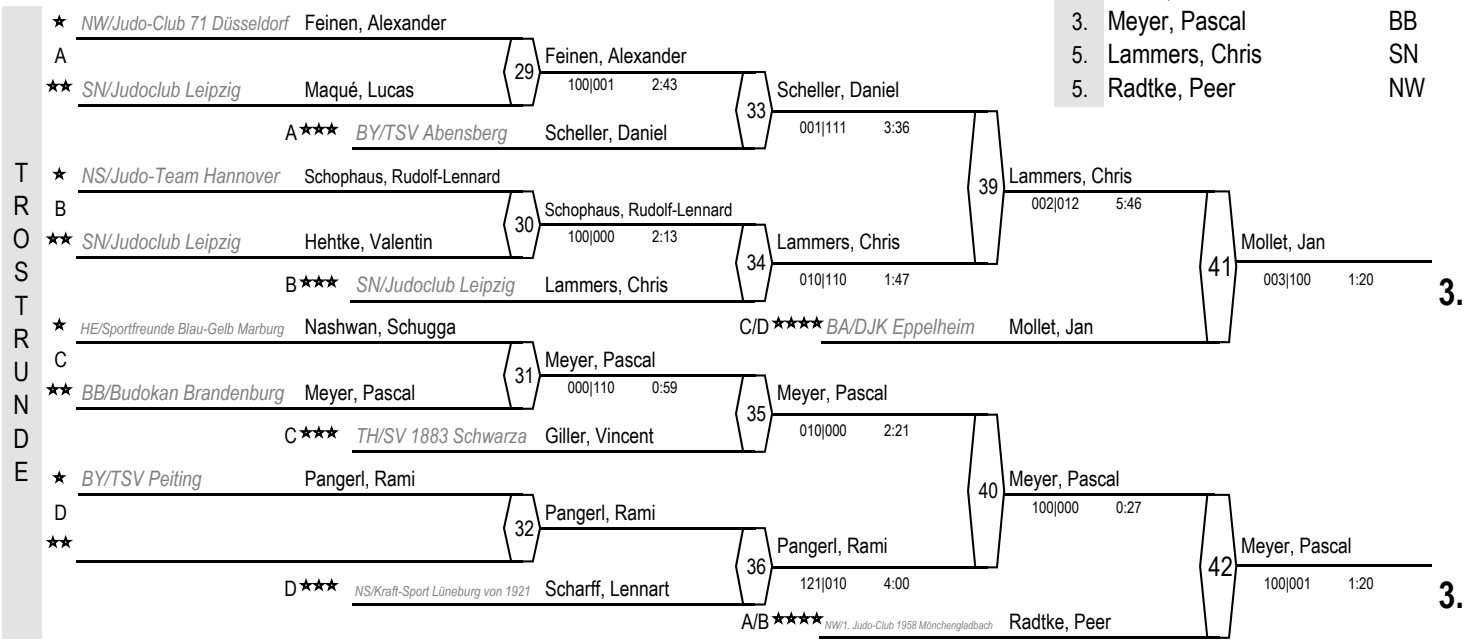 3. Meyer, Pascal BB
5. Lammers, Chris SN
5. Radtke, Peer NW
TROSTRUNDE
NW/Judo-Club 71 Düsseldorf Feinen, Alexander
A
SN/Judoclub Leipzig Maqué, Lucas
29
Feinen, Alexander
100|001 2:43
A BY/TSV Abensberg Scheller, Daniel
33
Scheller, Daniel
001|111 3:36
NS/Judo-Team Hannover Schophaus, Rudolf-Lennard
B
SN/Judoclub Leipzig Hehtke, Valentin
30
Schophaus, Rudolf-Lennard
100|000 2:13
B SN/Judoclub Leipzig Lammers, Chris
34
Lammers, Chris
010|110 1:47
39
Lammers, Chris
002|012 5:46
C/D BA/DJK Eppelheim Mollet, Jan
41
Mollet, Jan
003|100 1:20
3.
HE/Sportfreunde Blau-Gelb Marburg Nashwan, Schugga
C
BB/Budokan Brandenburg Meyer, Pascal
31
Meyer, Pascal
000|110 0:59
C TH/SV 1883 Schwarza Giller, Vincent
35
Meyer, Pascal
010|000 2:21
BY/TSV Peiting Pangerl, Rami
D
32
Pangerl, Rami
D NS/Kraft-Sport Lüneburg von 1921 Scharff, Lennart
36
Pangerl, Rami
121|010 4:00
40
Meyer, Pascal
100|000 0:27
A/B NW/1. Judo-Club 1958 Mönchengladbach Radtke, Peer
42
Meyer, Pascal
100|001 1:20
3.